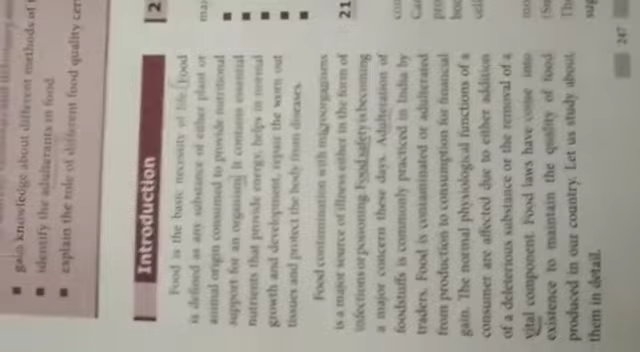 gain knowledge about different methods of
identify the adulterants in food.
explain the role of different food quality cer
Introduction
Food is the basic necessity of life. Food
is defined as any substance of either plant or
animal origin consumed to provide nutritional
support for an organism. It contains essential
nutrients that provide energy, helps in normal
growth and development, repair the worn out
tissues and protect the body from diseases.
Food contamination with microorganisms
is a major source of illness either in the form of
infections or poisoning. Food safety is becoming
a major concern these days. Adulteration of
foodstuffs is commonly practiced in India by
traders. Food is contaminated or adulterated
from production to consumption for financial
gain. The normal physiological functions of a
consumer are affected due to either addition
of a deleterious substance or the removal of a
vital component. Food laws have come into
existence to maintain the quality of food
produced in our country. Let us study about
them in detail.
2
21
247